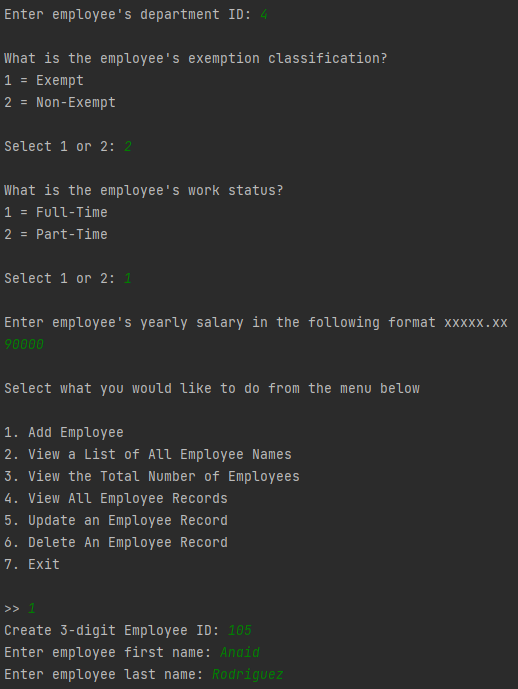 Enter employee's department ID: 4
What is the employee's exemption classification?
1 = Exempt
2 = Non-Exempt
Select 1 or 2: 2
What is the employee's work status?
1 = Full-Time
2 = Part-Time
Select 1 or 2: 1
Enter employee's yearly salary in the following format xxxxx.xx
90000
Select what you would like to do from the menu below
1. Add Employee
2. View a List of All Employee Names
3. View the Total Number of Employees
4. View All Employee Records
5. Update an Employee Record
6. Delete An Employee Record
7. Exit
>> 1
Create 3-digit Employee ID: 105
Enter employee first name: Anaid
Enter employee last name: Rodriguez